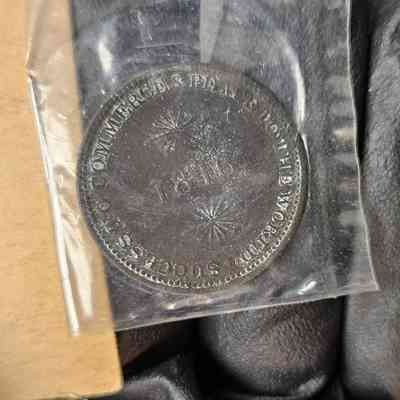 SUCCESS TO COMMERCE & PEACE TO THE WORLD